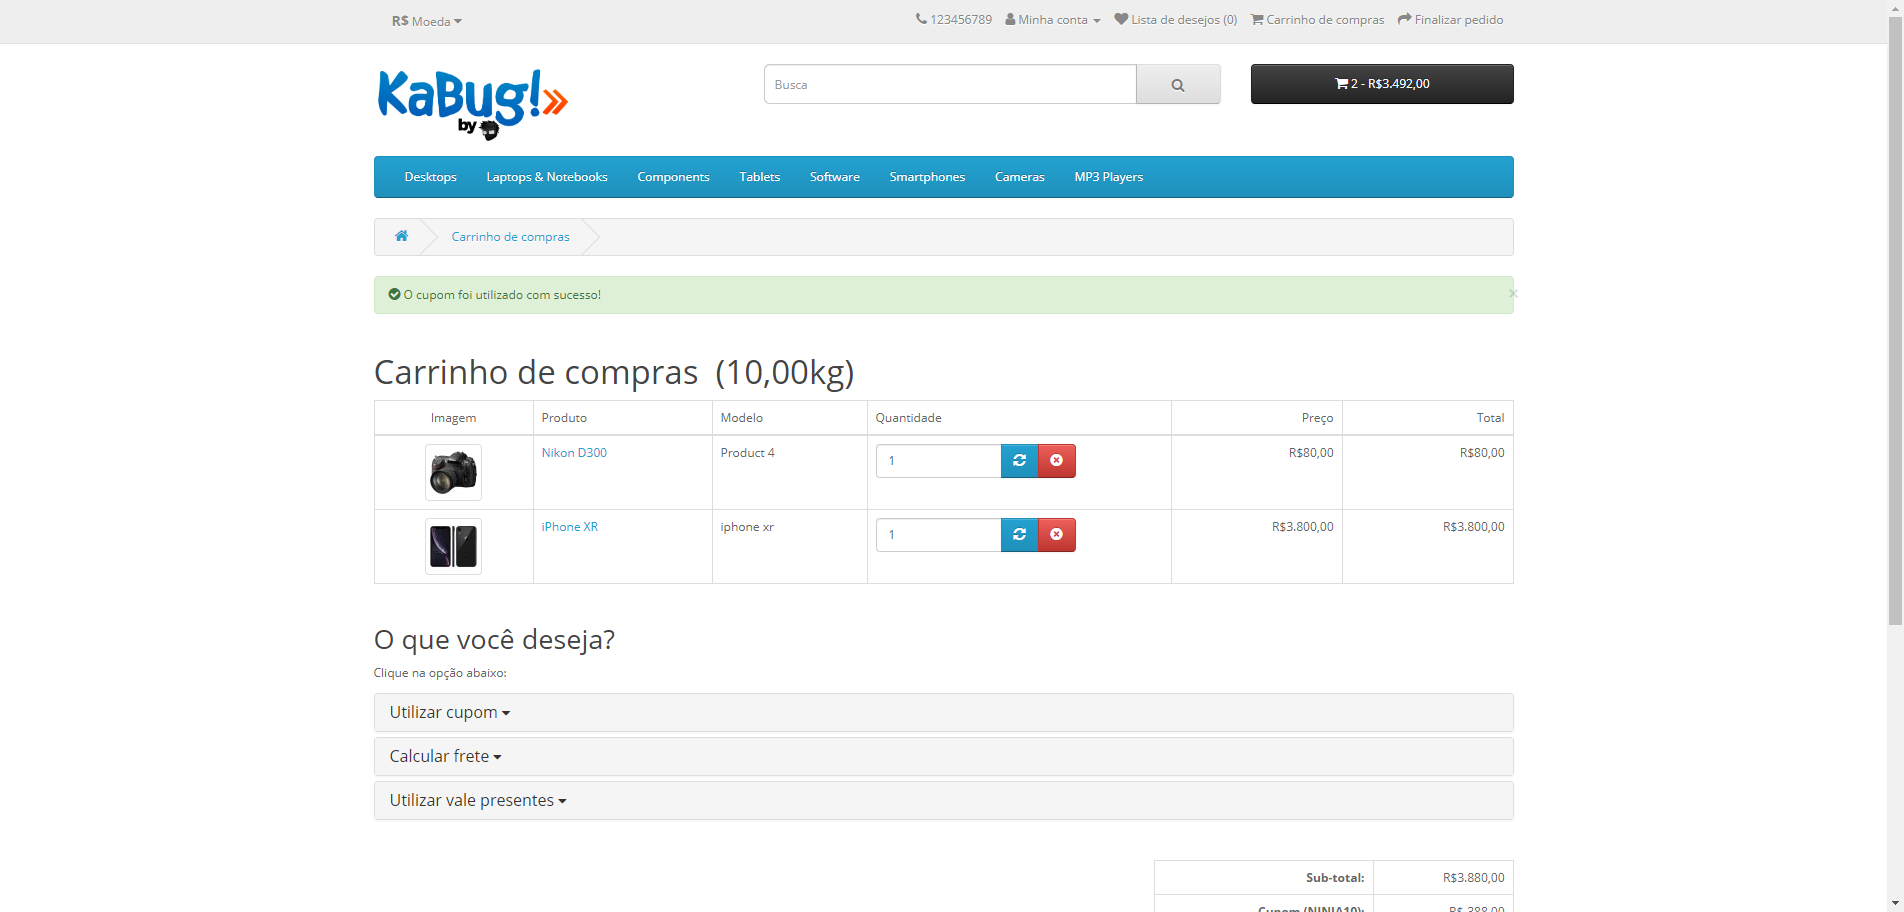 R$ Moeda
123456789 Minha conta Lista de desejos (0) Carrinho de compras Finalizar pedido
KaBug!
by
Busca
2 - R$3.492,00
Desktops Laptops & Notebooks Components Tablets Software Smartphones Cameras MP3 Players
Carrinho de compras
O cupom foi utilizado com sucesso!
×
Carrinho de compras (10,00kg)
Imagem Produto Modelo Quantidade Preço Total
Nikon D300 Product 4 1 R$80,00 R$80,00
iPhone XR iphone xr 1 R$3.800,00 R$3.800,00
O que você deseja?
Clique na opção abaixo:
Utilizar cupom
Calcular frete
Utilizar vale presentes
Sub-total: R$3.880,00
Cupom (NINJA10): R$-388,00